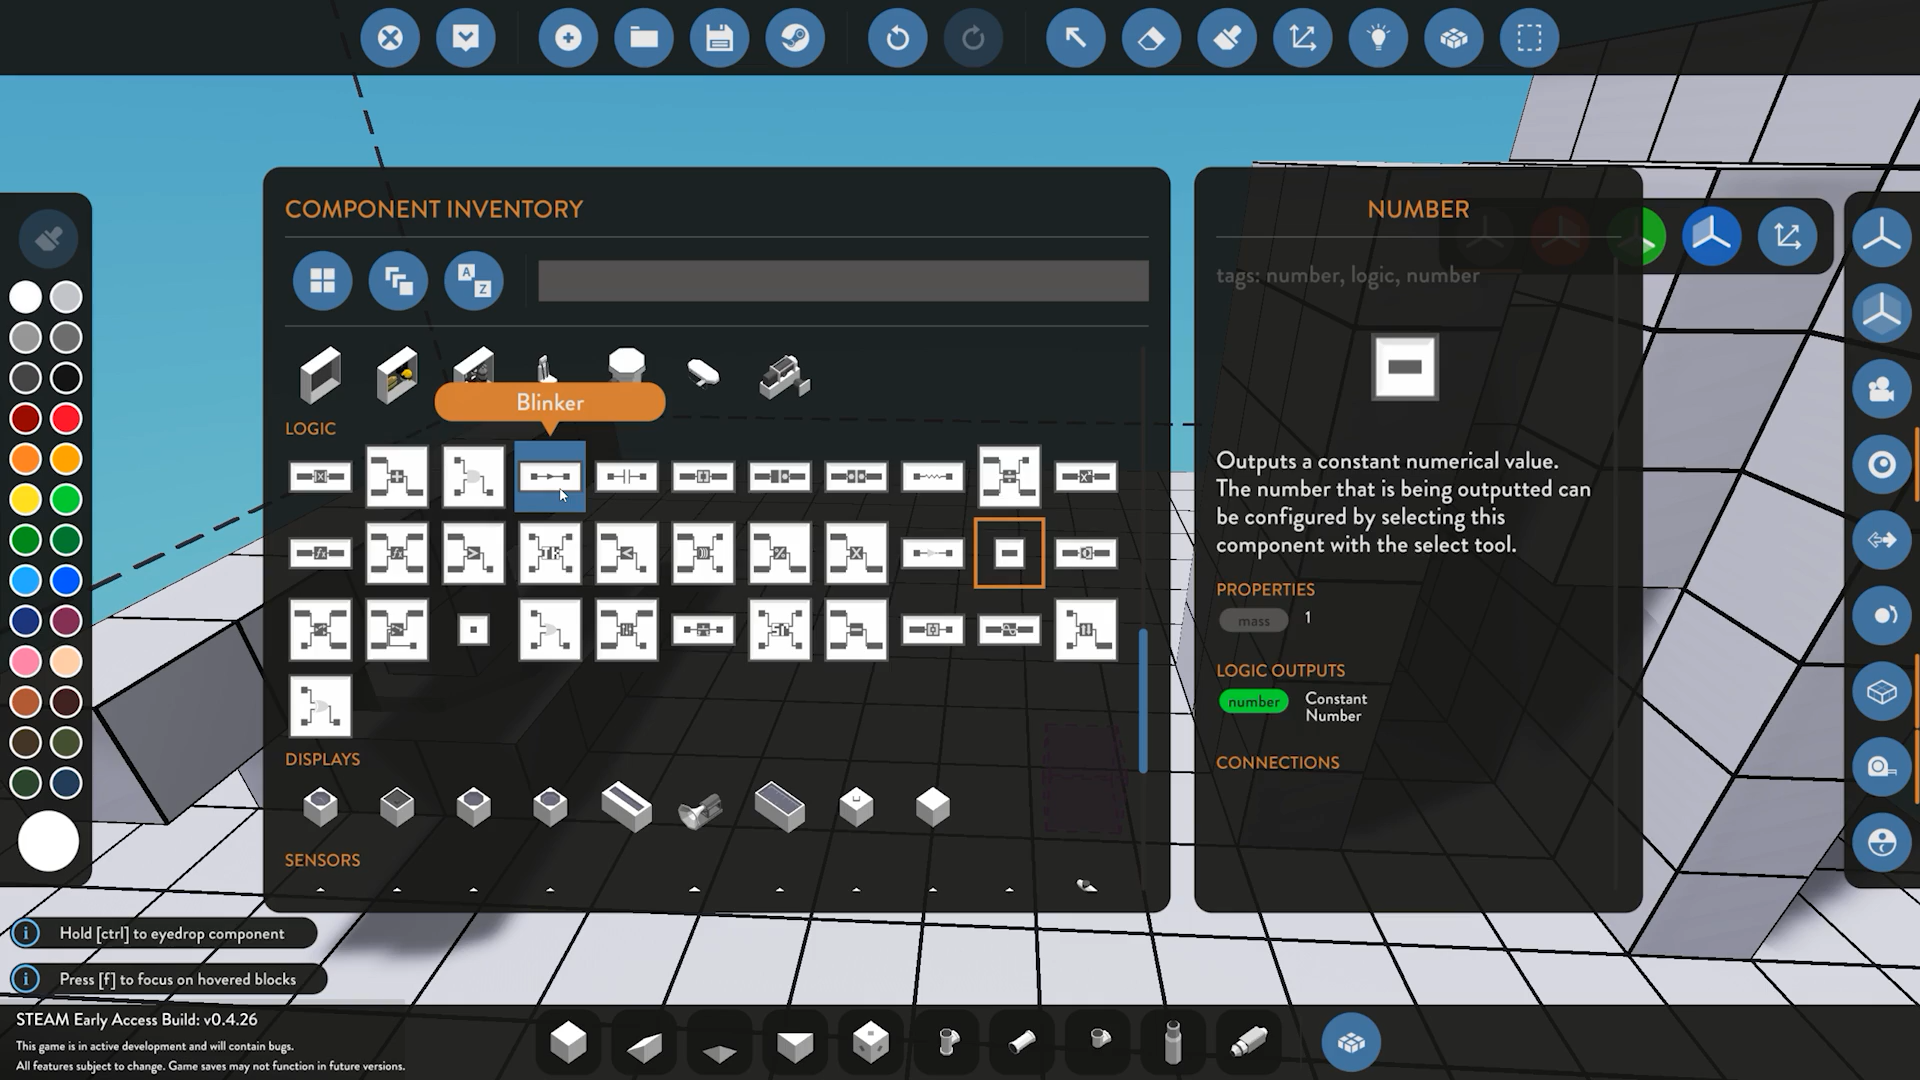 COMPONENT INVENTORY
A
Z
Blinker
LOGIC
DISPLAYS
SENSORS
NUMBER
tags: number, logic, number
Outputs a constant numerical value.
The number that is being outputted can
be configured by selecting this
component with the select tool.
PROPERTIES
mass 1
LOGIC OUTPUTS
number Constant
Number
CONNECTIONS
Hold [ctrl] to eyedrop component
Press [f] to focus on hovered blocks
STEAM Early Access Build: v0.4.26
This game is in active development and will contain bugs.
All features subject to change. Game saves may not function in future versions.